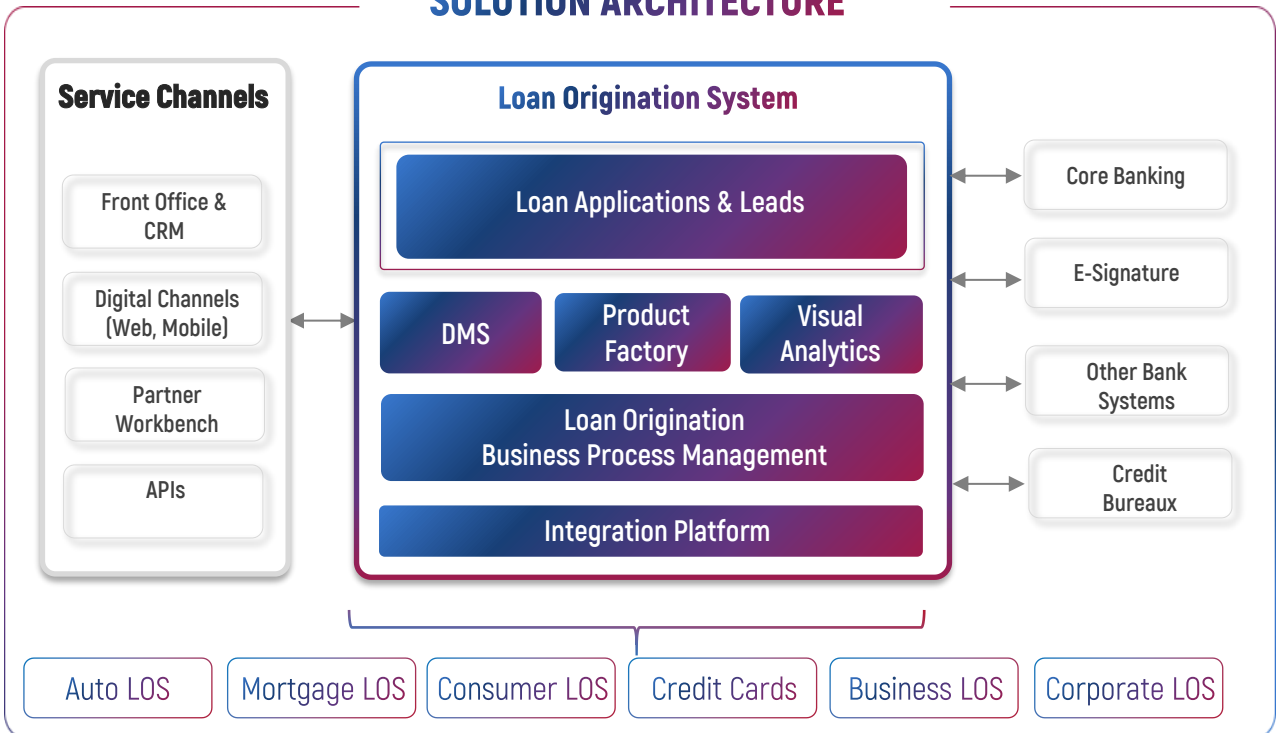 SOLUTION ARCHITECTURE
Service Channels
Front Office &
CRM
Digital Channels
(Web, Mobile)
Partner
Workbench
APIs
Loan Origination System
Loan Applications & Leads
DMS
Product
Factory
Visual
Analytics
Loan Origination
Business Process Management
Integration Platform
Core Banking
E-Signature
Other Bank
Systems
Credit
Bureaux
Auto LOS
Mortgage LOS
Consumer LOS
Credit Cards
Business LOS
Corporate LOS